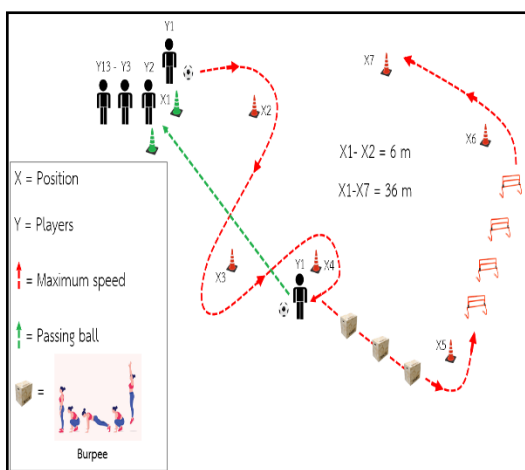 Y1
Y13 - Y3
Y2
X1
X2
X7
X6
X1- X2 = 6 m
X1-X7 = 36 m
X = Position
Y = Players
= Maximum speed
= Passing ball
=
Burpee
X3
Y1
X4
X5